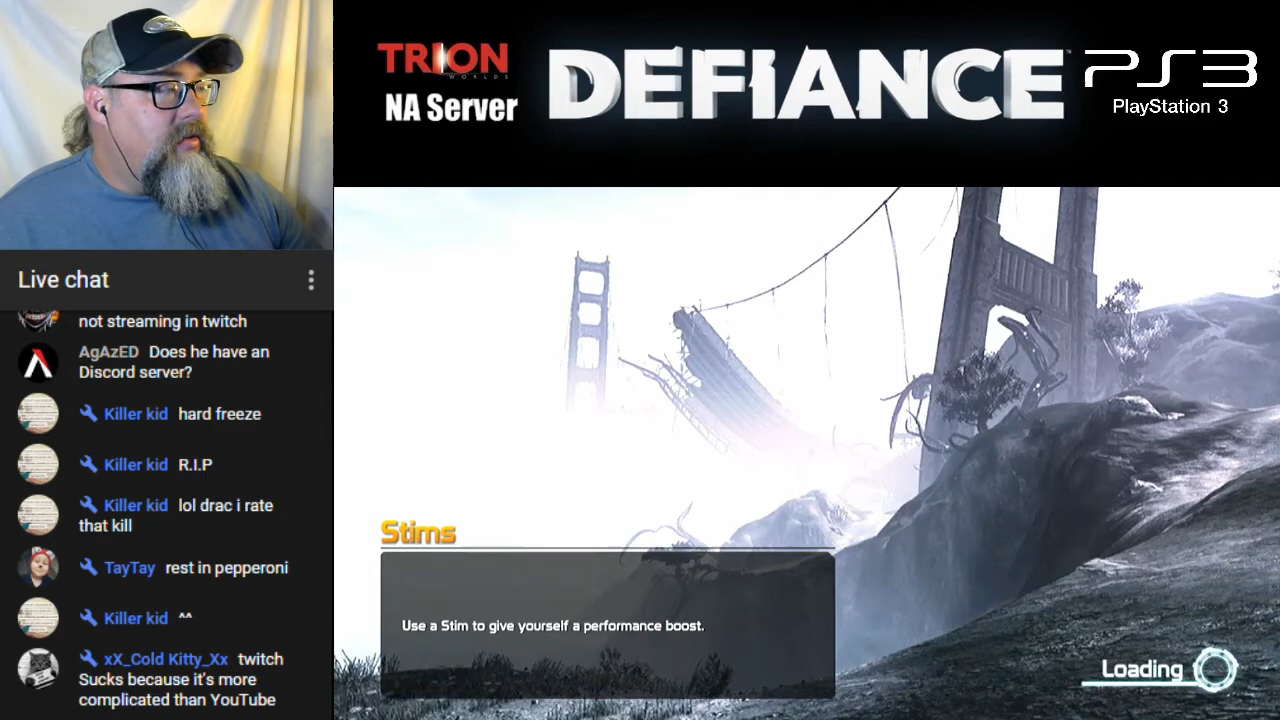 TRION
WORLDS
NA Server
DEFIANCE™
PS3
PlayStation 3
Live chat
not streaming in twitch
AgAzED Does he have an
Discord server?
Killer kid hard freeze
Killer kid R.I.P
Killer kid lol drac i rate
that kill
TayTay rest in pepperoni
Killer kid ^^
xX_Cold Kitty_Xx twitch
Sucks because it's more
complicated than YouTube
Stims
Use a Stim to give yourself a performance boost.
Loading